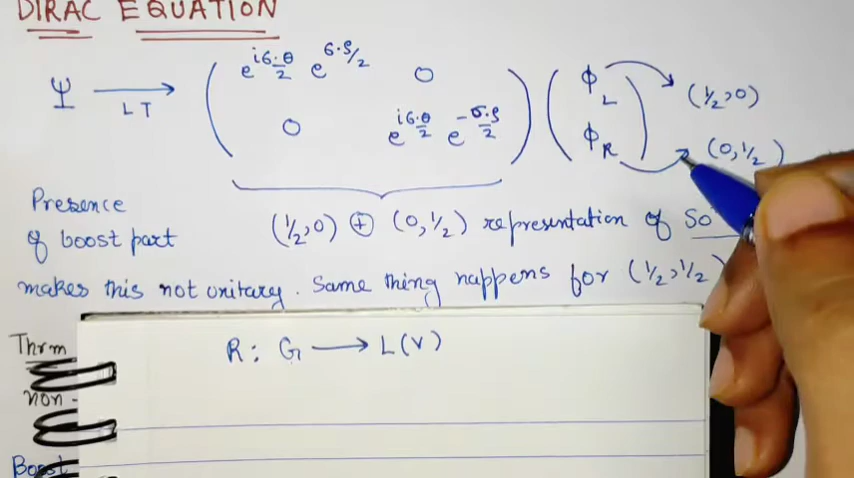 DIRAC EQUATION
Ψ → LT ( e^{iσ·θ/2} e^{σ·ρ/2} 0
0 e^{iσ·θ/2} e^{-σ·ρ/2} ) ( ϕ_L ϕ_R ) (1/2,0)
(0,1/2)
Presence
of boost part (1/2,0) ⊕ (0,1/2) representation of SO
makes this not unitary. Same thing happens for (1/2,1/2)
Thrm
R: G → L(V)
non-
Boost